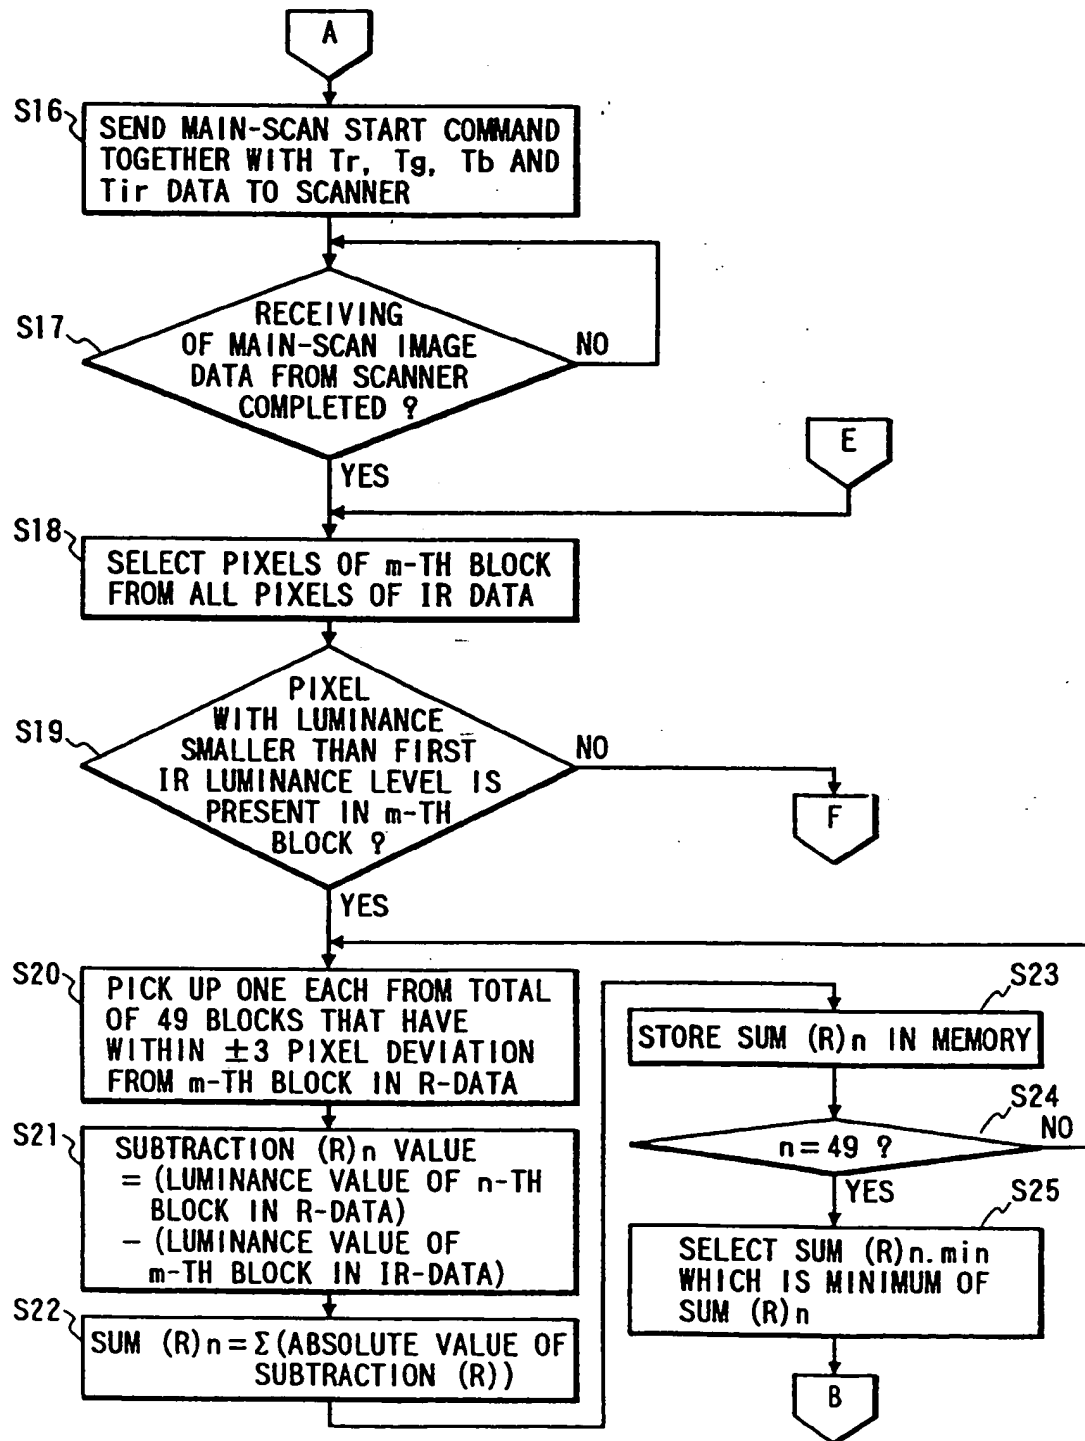 A
S16
SEND MAIN-SCAN START COMMAND
TOGETHER WITH Tr, Tg, Tb AND
Tir DATA TO SCANNER
S17
RECEIVING
OF MAIN-SCAN IMAGE
DATA FROM SCANNER
COMPLETED ?
NO
YES
E
S18
SELECT PIXELS OF m-TH BLOCK
FROM ALL PIXELS OF IR DATA
S19
PIXEL
WITH LUMINANCE
SMALLER THAN FIRST
IR LUMINANCE LEVEL IS
PRESENT IN m-TH
BLOCK ?
NO
F
YES
S20
PICK UP ONE EACH FROM TOTAL
OF 49 BLOCKS THAT HAVE
WITHIN ±3 PIXEL DEVIATION
FROM m-TH BLOCK IN R-DATA
S21
SUBTRACTION (R)n VALUE
= (LUMINANCE VALUE OF n-TH
BLOCK IN R-DATA)
- (LUMINANCE VALUE OF
m-TH BLOCK IN IR-DATA)
S22
SUM (R)n=Σ(ABSOLUTE VALUE OF
SUBTRACTION (R))
S23
STORE SUM (R)n IN MEMORY
S24
n=49 ?
NO
YES
S25
SELECT SUM (R)n.min
WHICH IS MINIMUM OF
SUM (R)n
B